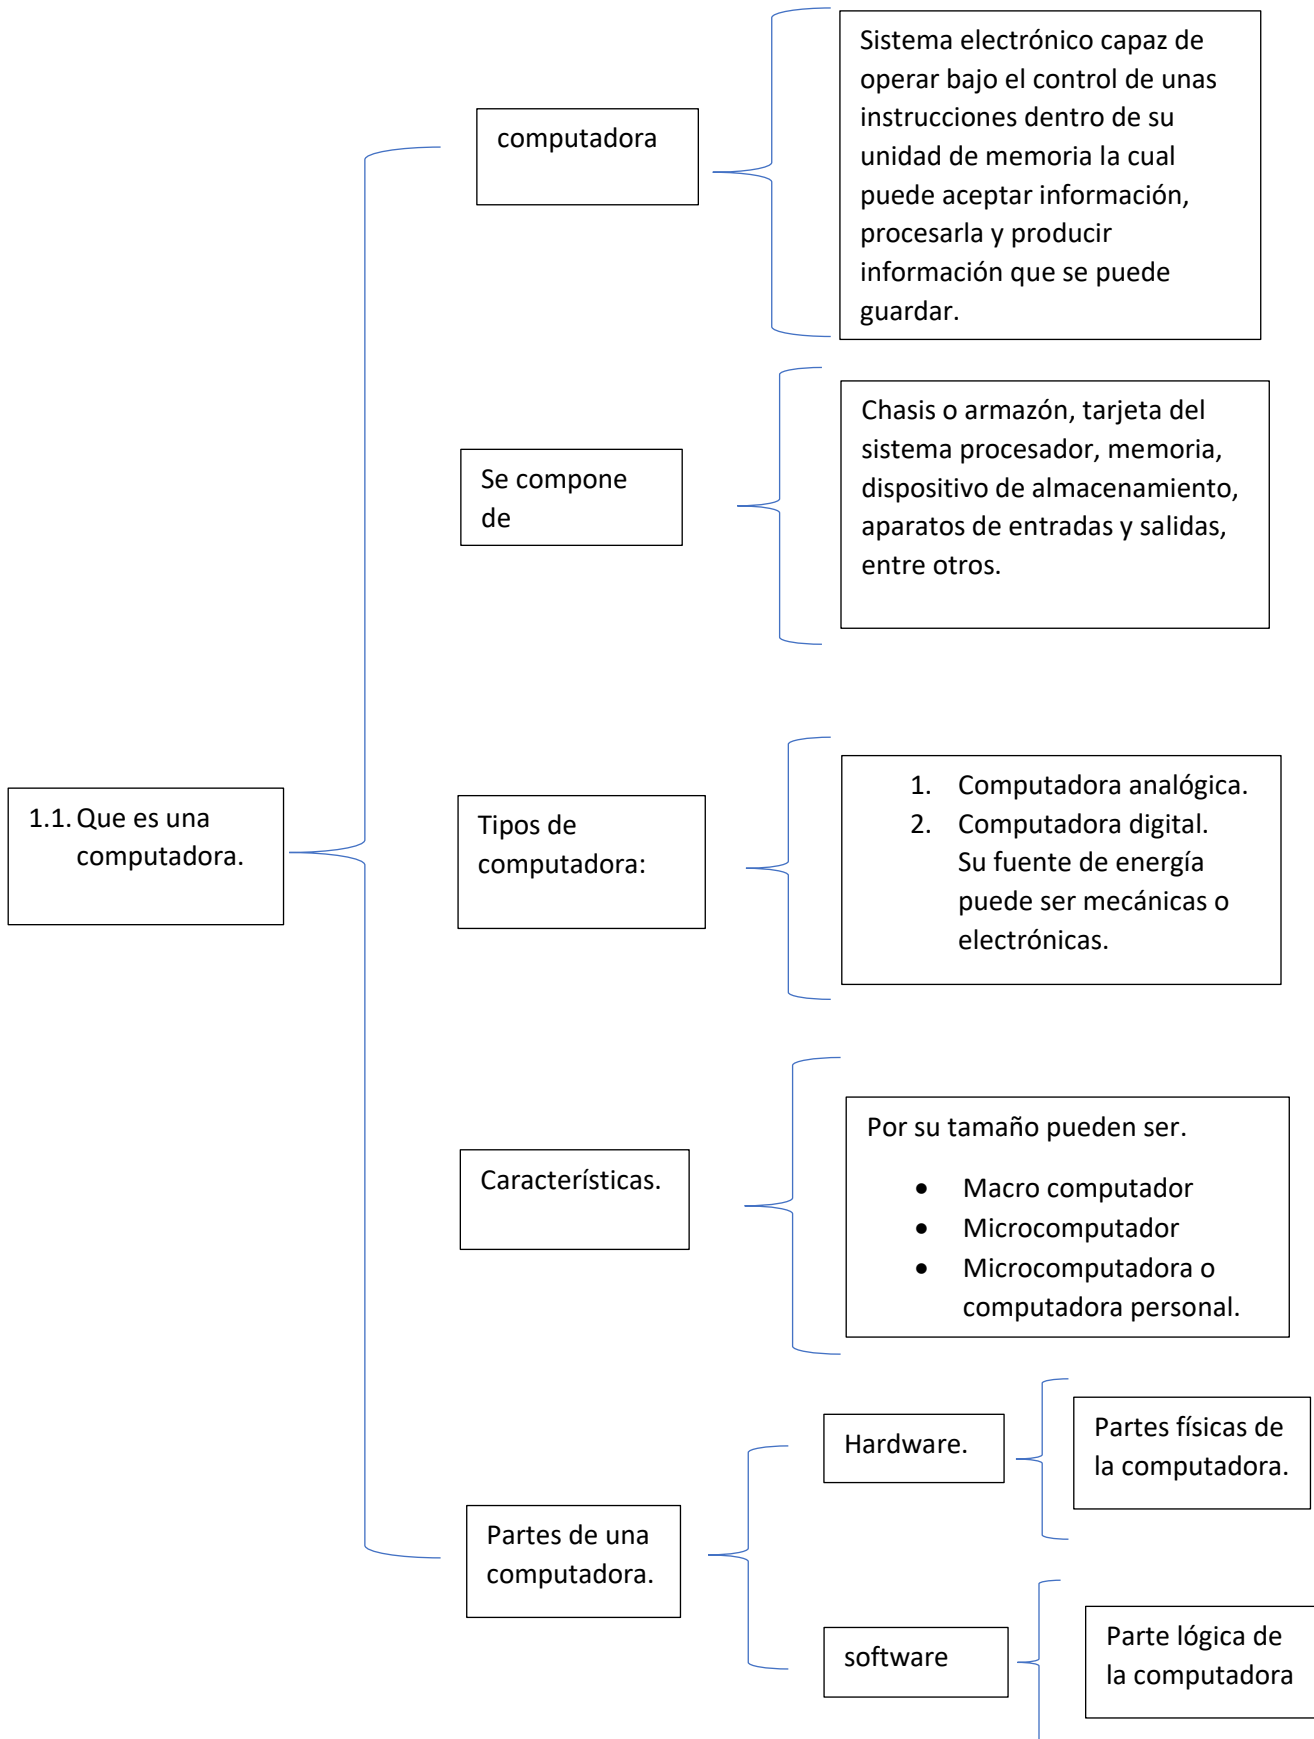 1.1. Que es una
computadora.
computadora
Sistema electrónico capaz de
operar bajo el control de unas
instrucciones dentro de su
unidad de memoria la cual
puede aceptar información,
procesarla y producir
información que se puede
guardar.
Se compone
de
Chasis o armazón, tarjeta del
sistema procesador, memoria,
dispositivo de almacenamiento,
aparatos de entradas y salidas,
entre otros.
Tipos de
computadora:
1. Computadora analógica.
2. Computadora digital.
Su fuente de energía
puede ser mecánicas o
electrónicas.
Característicås.
Por su tamaño pueden ser.
• Macro computador
• Microcomputador
• Microcomputadora o
computadora personal.
Partes de una
computadora.
Hardware.
Partes físicas de
la computadora.
software
Parte lógica de
la computadora